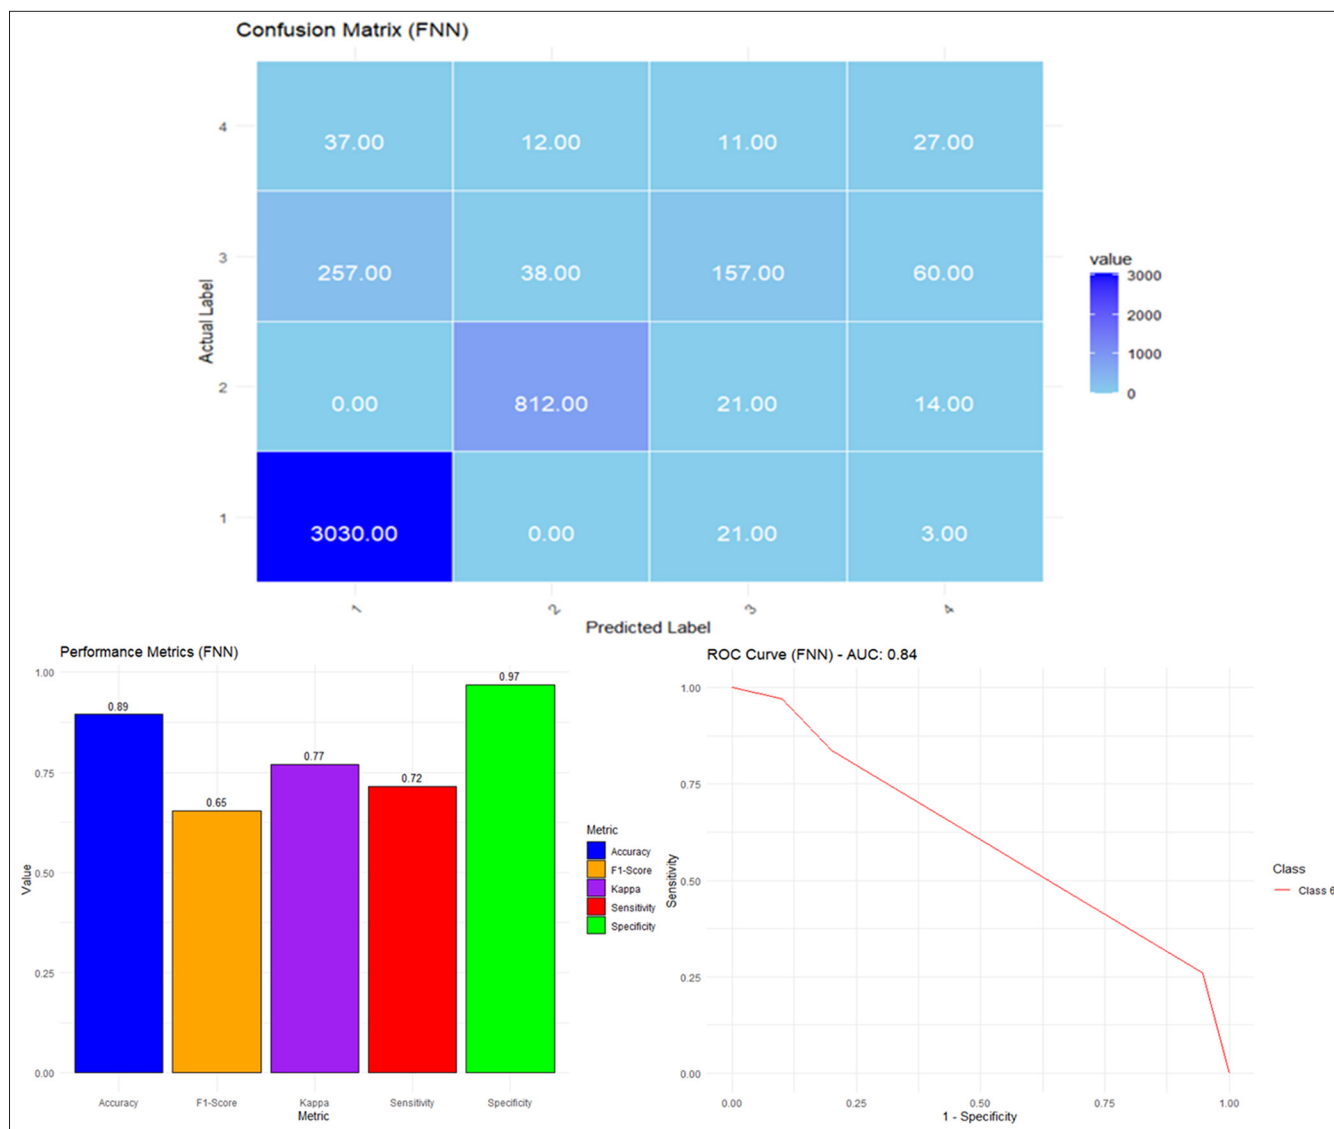 Confusion Matrix (FNN)
4
37.00 12.00 11.00 27.00
3
257.00 38.00 157.00 60.00
2
0.00 812.00 21.00 14.00
1
3030.00 0.00 21.00 3.00
Actual Label
1 2 3 4
Predicted Label
value
3000
2000
1000
0
Performance Metrics (FNN)
1.00
0.75
0.50
0.25
0.00
Value
0.89
0.65
0.77
0.72
0.97
Accuracy F1-Score Kappa Sensitivity Specificity
Metric
Metric
Accuracy
F1-Score
Kappa
Sensitivity
Specificity
ROC Curve (FNN) - AUC: 0.84
1.00
0.75
0.50
0.25
0.00
Sensitivity
0.00 0.25 0.50 0.75 1.00
1 - Specificity
Class
Class 6